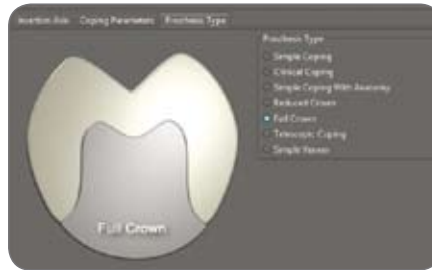 Insertion Axis Coping Parameters Prosthesis Type
Prosthesis Type
Simple Coping
Clinical Coping
Simple Coping With Anatomy
Reduced Crown
Full Crown
Telescopic Coping
Simple Veneer
Full Crown